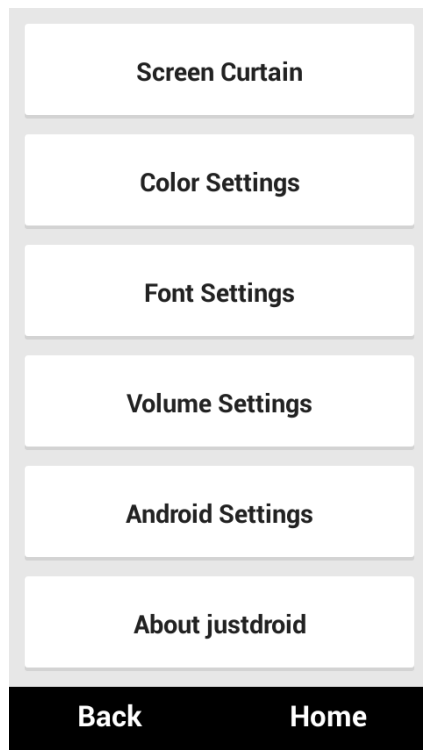 Screen Curtain
Color Settings
Font Settings
Volume Settings
Android Settings
About justdroid
Back Home